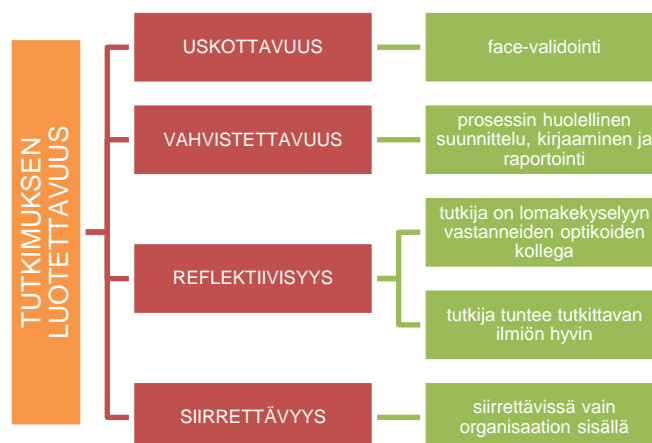 TUTKIMUKSEN
LUOTETTAVUUS
USKOTTAVUUS
face-validointi
VAHVISTETTAVUUS
prosessin huolellinen
suunnittelu, kirjaaminen ja
raportointi
REFLEKTIIVISYYS
tutkija on lomakekyselyyn
vastanneiden optikoiden
kollega
tutkija tuntee tutkittavan
ilmiön hyvin
SIIRRETTÄVYYS
siirrettävissä vain
organisaation sisällä